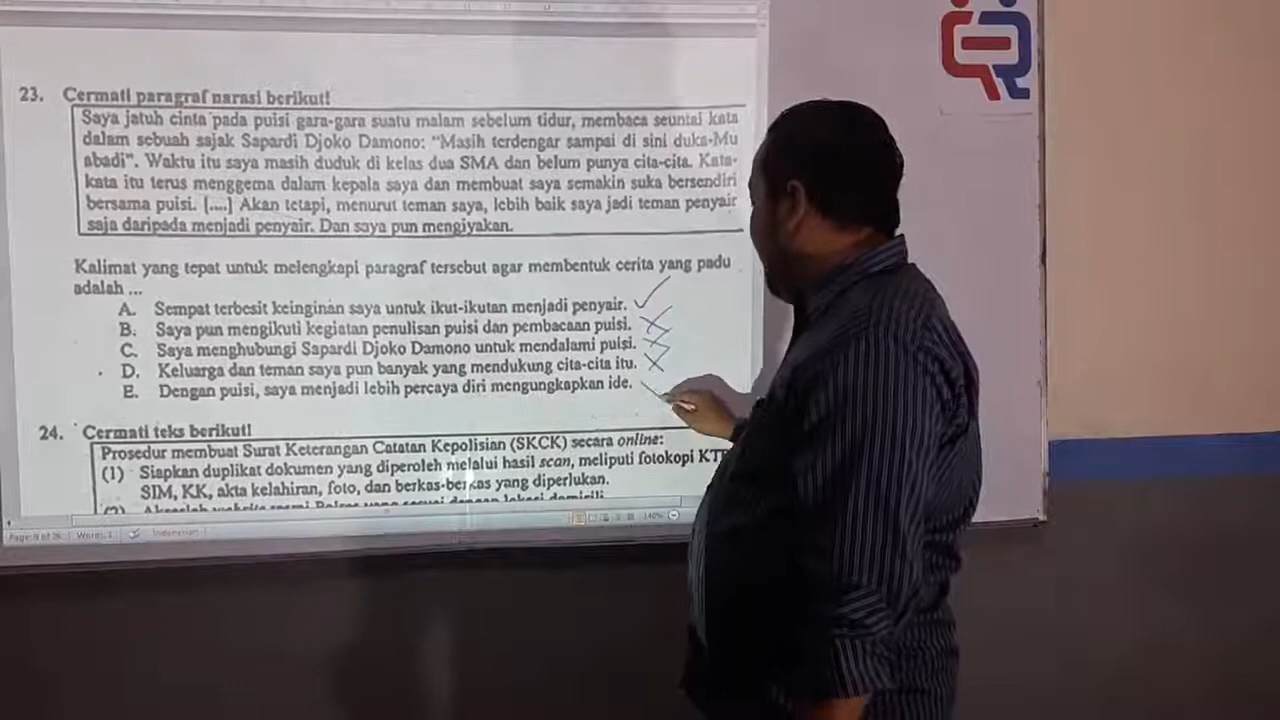 23. Cermati paragraf narasi berikut!
Saya jatuh cinta pada puisi gara-gara suatu malam sebelum tidur, membaca seuntai kata
dalam sebuah sajak Sapardi Djoko Damono: “Masih terdengar sampai di sini duka-Mu
abadi”. Waktu itu saya masih duduk di kelas dua SMA dan belum punya cita-cita. Kata-
kata itu terus menggema dalam kepala saya dan membuat saya semakin suka bersendiri
bersama puisi. [....] Akan tetapi, menurut teman saya, lebih baik saya jadi teman penyair
saja daripada menjadi penyair. Dan saya pun mengiyakan.
Kalimat yang tepat untuk melengkapi paragraf tersebut agar membentuk cerita yang padu
adalah ...
A. Sempat terbesit keinginan saya untuk ikut-ikutan menjadi penyair.
B. Saya pun mengikuti kegiatan penulisan puisi dan pembacaan puisi.
C. Saya menghubungi Sapardi Djoko Damono untuk mendalami puisi.
D. Keluarga dan teman saya pun banyak yang mendukung cita-cita itu.
E. Dengan puisi, saya menjadi lebih percaya diri mengungkapkan ide.
24. Cermati teks berikut!
Prosedur membuat Surat Keterangan Catatan Kepolisian (SKCK) secara online:
(1) Siapkan duplikat dokumen yang diperoleh melalui hasil scan, meliputi fotokopi KTP
SIM, KK, akta kelahiran, foto, dan berkas-berkas yang diperlukan.
Indonesian
140%